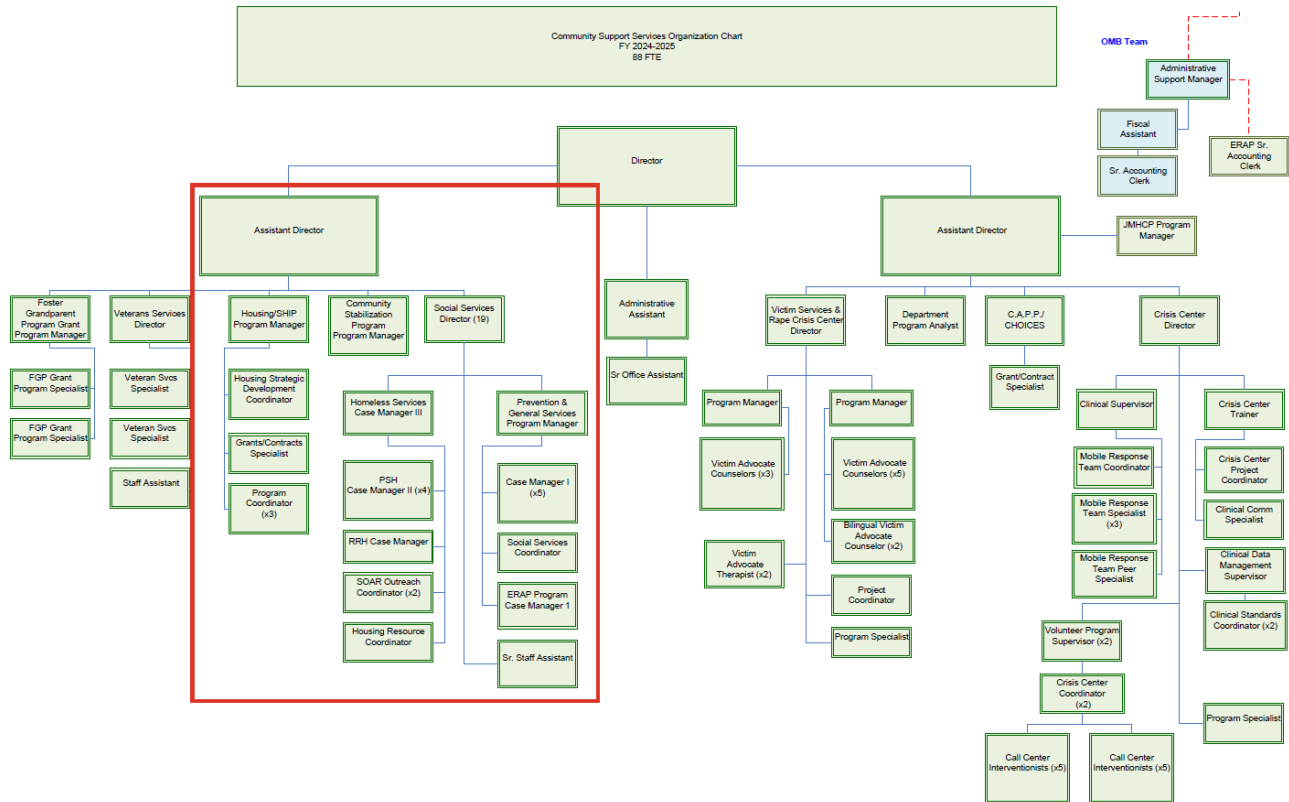 Community Support Services Organization Chart
FY 2024-2025
88 FTE
OMB Team
Administrative
Support Manager
Fiscal
Assistant
ERAP Sr.
Accounting
Clerk
Sr. Accounting
Clerk
Director
Assistant Director
Assistant Director
JMHCP Program
Manager
Foster
Grandparent
Program Grant
Program Manager
Veterans Services
Director
Housing/SHIP
Program Manager
Community
Stabilization
Program
Program Manager
Social Services
Director (19)
Administrative
Assistant
Victim Services &
Rape Crisis Center
Director
Department
Program Analyst
C.A.P.P./
CHOICES
Crisis Center
Director
FGP Grant
Program Specialist
FGP Grant
Program Specialist
Veteran Svcs
Specialist
Veteran Svcs
Specialist
Staff Assistant
Housing Strategic
Development
Coordinator
Grants/Contracts
Specialist
Program
Coordinator
(x3)
Homeless Services
Case Manager III
PSH
Case Manager II (x4)
RRH Case Manager
SOAR Outreach
Coordinator (x2)
Housing Resource
Coordinator
Prevention &
General Services
Program Manager
Case Manager I
(x5)
Social Services
Coordinator
ERAP Program
Case Manager 1
Sr. Staff Assistant
Sr Office Assistant
Program Manager
Victim Advocate
Counselors (x3)
Victim
Advocate
Therapist (x2)
Program Manager
Victim Advocate
Counselors (x5)
Bilingual Victim
Advocate
Counselor (x2)
Project
Coordinator
Program Specialist
Grant/Contract
Specialist
Clinical Supervisor
Mobile Response
Team Coordinator
Mobile Response
Team Specialist
(x3)
Mobile Response
Team Peer
Specialist
Crisis Center
Trainer
Crisis Center
Project
Coordinator
Clinical Comm
Specialist
Clinical Data
Management
Supervisor
Clinical Standards
Coordinator (x2)
Volunteer Program
Supervisor (x2)
Crisis Center
Coordinator
(x2)
Program Specialist
Call Center
Interventionists (x5)
Call Center
Interventionists (x5)